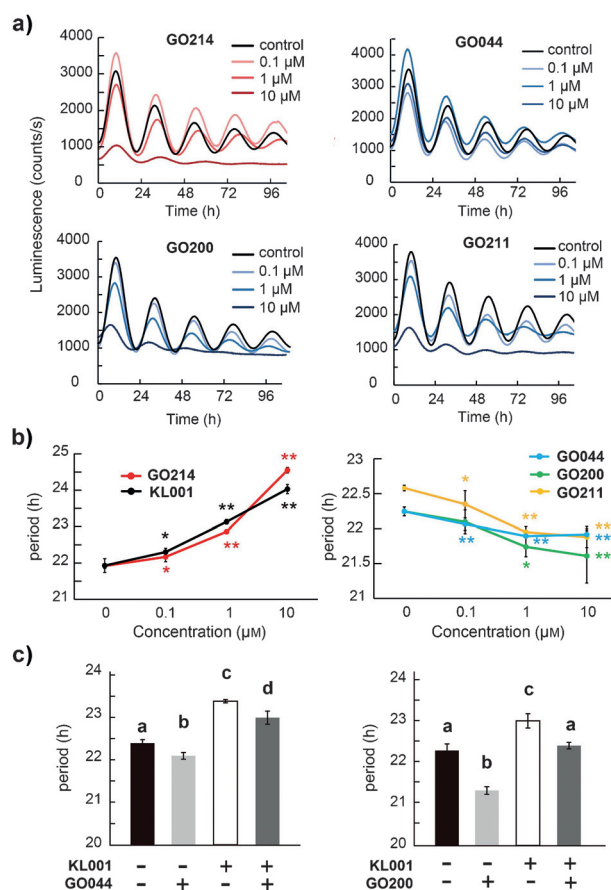 a)
GO214
4000
3000
2000
1000
0
control
0.1 µM
1 µM
10 µM
0 24 48 72 96
Time (h)
GO044
4000
3000
2000
1000
0
control
0.1 µM
1 µM
10 µM
0 24 48 72 96
Time (h)
Luminescence (counts/s)
GO200
4000
3000
2000
1000
0
control
0.1 µM
1 µM
10 µM
0 24 48 72 96
Time (h)
GO211
4000
3000
2000
1000
0
control
0.1 µM
1 µM
10 µM
0 24 48 72 96
Time (h)
b)
period (h)
25
24
23
22
21
GO214
KL001
* ** **
* ** **
0 0.1 1 10
Concentration (µM)
period (h)
23
22.5
22
21.5
21
GO044
GO200
GO211
* ** **
** ** **
* **
0 0.1 1 10
Concentration (µM)
c)
period (h)
24
23
22
21
20
a b c d
KL001 – – + +
GO044 – + – +
period (h)
24
23
22
21
20
a b c a
KL001 – – + +
GO200 – + – +